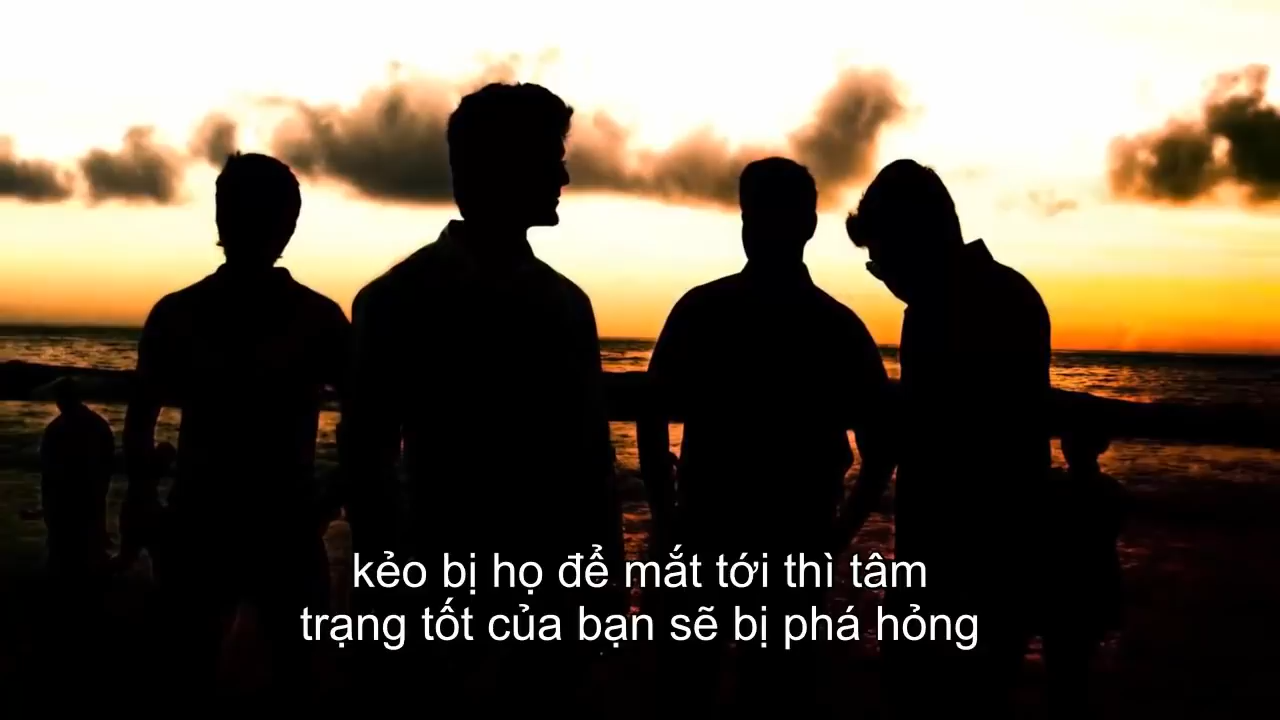 kẻo bị họ để mắt tới thì tâm
trạng tốt của bạn sẽ bị phá hỏng